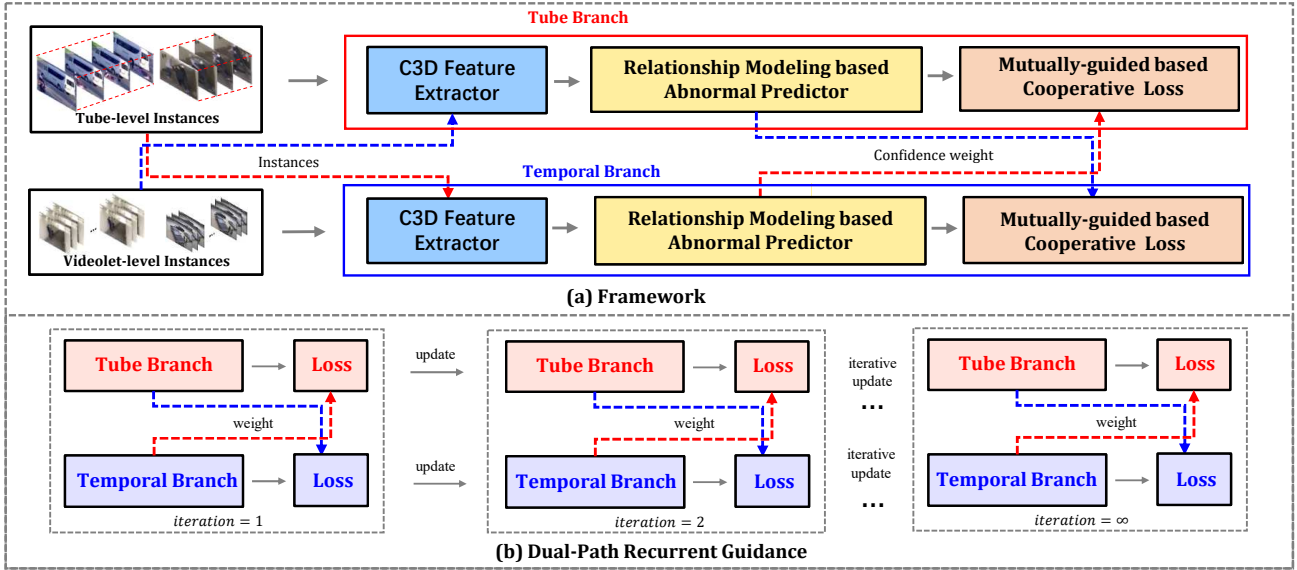 Tube Branch
Tube-level Instances
C3D Feature
Extractor
Relationship Modeling based
Abnormal Predictor
Mutually-guided based
Cooperative Loss
Instances
Confidence weight
Temporal Branch
Videolet-level Instances
C3D Feature
Extractor
Relationship Modeling based
Abnormal Predictor
Mutually-guided based
Cooperative Loss
(a) Framework
Tube Branch
Loss
weight
Temporal Branch
Loss
iteration = 1
update
update
Tube Branch
Loss
weight
Temporal Branch
Loss
iteration = 2
iterative
update
...
iterative
update
...
Tube Branch
Loss
weight
Temporal Branch
Loss
iteration = ∞
(b) Dual-Path Recurrent Guidance